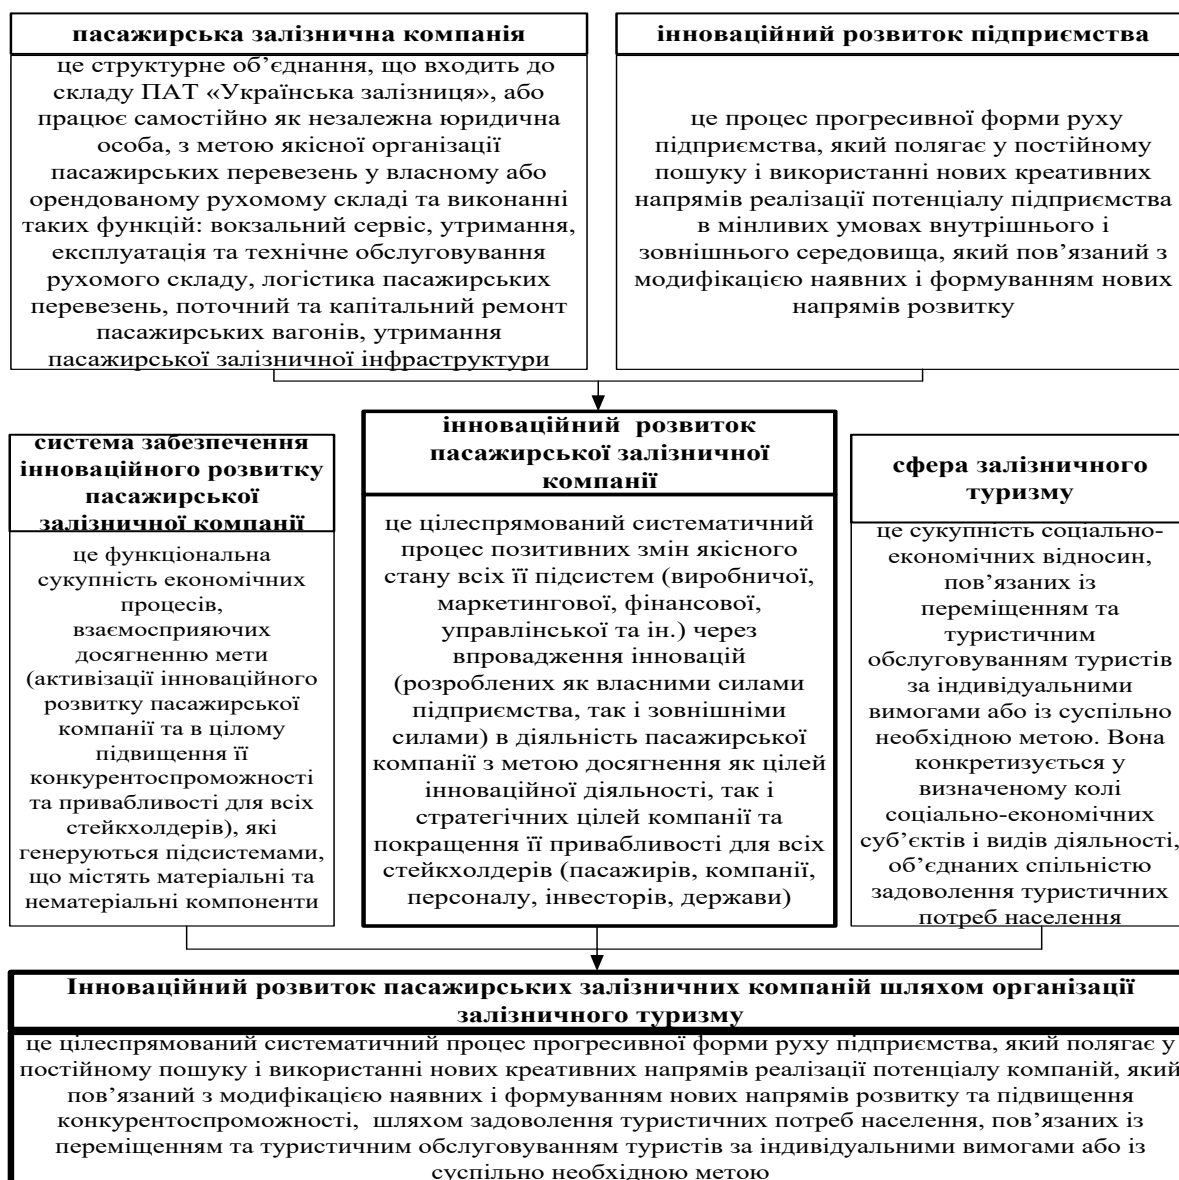 пасажирська залізнична компанія
це структурне об’єднання, що входить до
складу ПАТ «Українська залізниця», або
працює самостійно як незалежна юридична
особа, з метою якісної організації
пасажирських перевезень у власному або
орендованому рухомому складі та виконанні
таких функцій: вокзальний сервіс, утримання,
експлуатація та технічне обслуговування
рухомого складу, логістика пасажирських
перевезень, поточний та капітальний ремонт
пасажирських вагонів, утримання
пасажирської залізничної інфраструктури
інноваційний розвиток підприємства
це процес прогресивної форми руху
підприємства, який полягає у постійному
пошуку і використанні нових креативних
напрямів реалізації потенціалу підприємства
в мінливих умовах внутрішнього і
зовнішнього середовища, який пов’язаний з
модифікацією наявних і формуванням нових
напрямів розвитку
система забезпечення
інноваційного розвитку
пасажирської
залізничної компанії
це функціональна
сукупність економічних
процесів,
взаємосприяючих
досягненню мети
(активізації інноваційного
розвитку пасажирської
компанії та в цілому
підвищення її
конкурентоспроможності
та привабливості для всіх
стейкхолдерів), які
генеруються підсистемами,
що містять матеріальні та
нематеріальні компоненти
інноваційний розвиток
пасажирської залізничної
компанії
це цілеспрямований систематичний
процес позитивних змін якісного
стану всіх її підсистем (виробничої,
маркетингової, фінансової,
управлінської та ін.) через
впровадження інновацій
(розроблених як власними силами
підприємства, так і зовнішніми
силами) в діяльність пасажирської
компанії з метою досягнення як цілей
інноваційної діяльності, так і
стратегічних цілей компанії та
покращення її привабливості для всіх
стейкхолдерів (пасажирів, компанії,
персоналу, інвесторів, держави)
сфера залізничного
туризму
це сукупність соціально-
економічних відносин,
пов’язаних із
переміщенням та
туристичним
обслуговуванням туристів
за індивідуальними
вимогами або із суспільно
необхідною метою. Вона
конкретизується у
визначеному колі
соціально-економічних
суб’єктів і видів діяльності,
об’єднаних спільністю
задоволення туристичних
потреб населення
Інноваційний розвиток пасажирських залізничних компаній шляхом організації
залізничного туризму
це цілеспрямований систематичний процес прогресивної форми руху підприємства, який полягає у
постійному пошуку і використанні нових креативних напрямів реалізації потенціалу компаній, який
пов’язаний з модифікацією наявних і формуванням нових напрямів розвитку та підвищення
конкурентоспроможності, шляхом задоволення туристичних потреб населення, пов’язаних із
переміщенням та туристичним обслуговуванням туристів за індивідуальними вимогами або із
суспільно необхідною метою